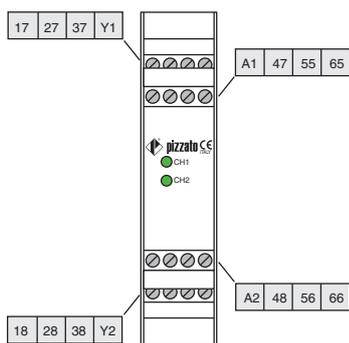 17 27 37 Y1
A1 47 55 65
pizzato CE
ITALY
CH1
CH2
A2 48 56 66
18 28 38 Y2